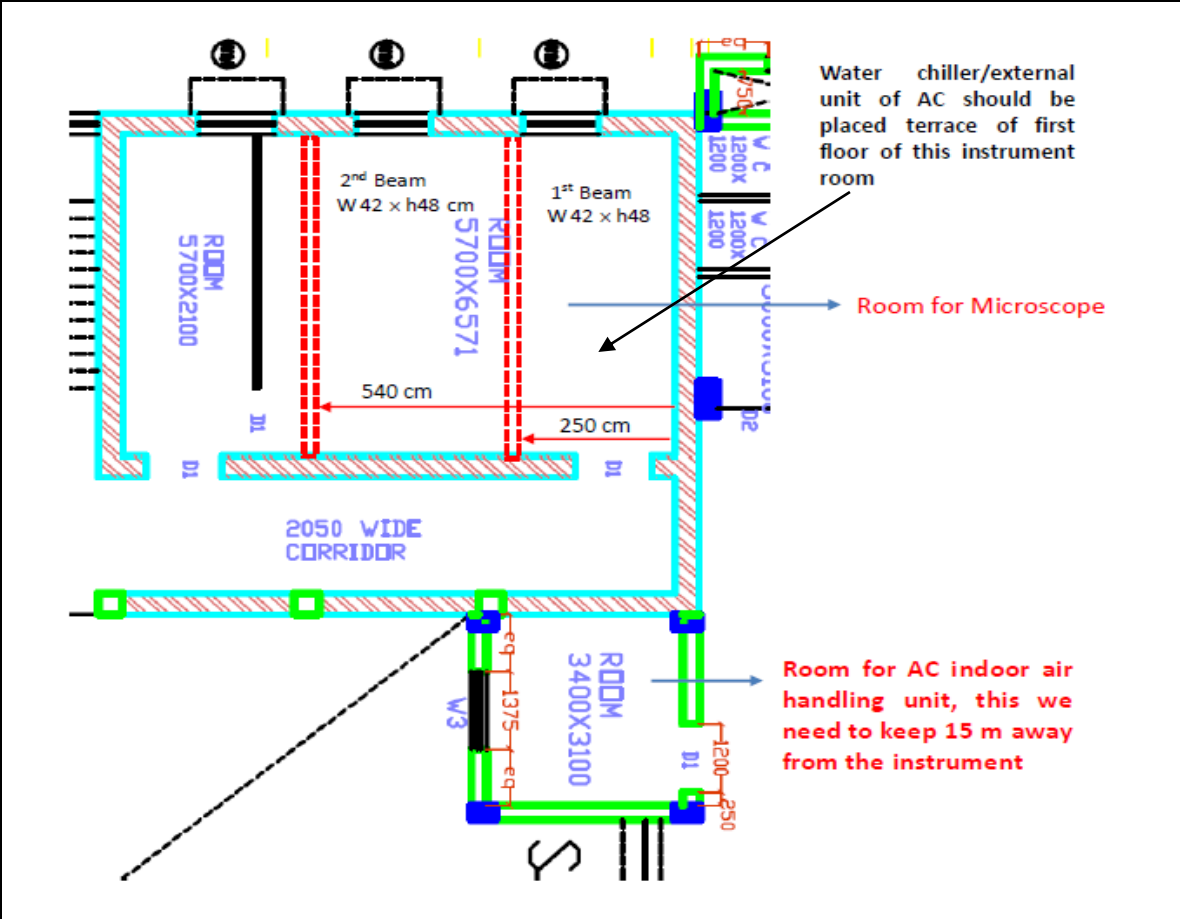 Water chiller/external
unit of AC should be
placed terrace of first
floor of this instrument
room
eq
750
W C
1200X
1200
W C
1200X
1200
2nd Beam
W 42 × h48 cm
1st Beam
W 42 × h48
ROOM
5700X2100
ROOM
5700X6571
Room for Microscope
540 cm
250 cm
D1
D1
D1
D2
2050 WIDE
CORRIDOR
eq
1375
eq
W3
ROOM
3400X3100
D1
1200
250
Room for AC indoor air
handling unit, this we
need to keep 15 m away
from the instrument